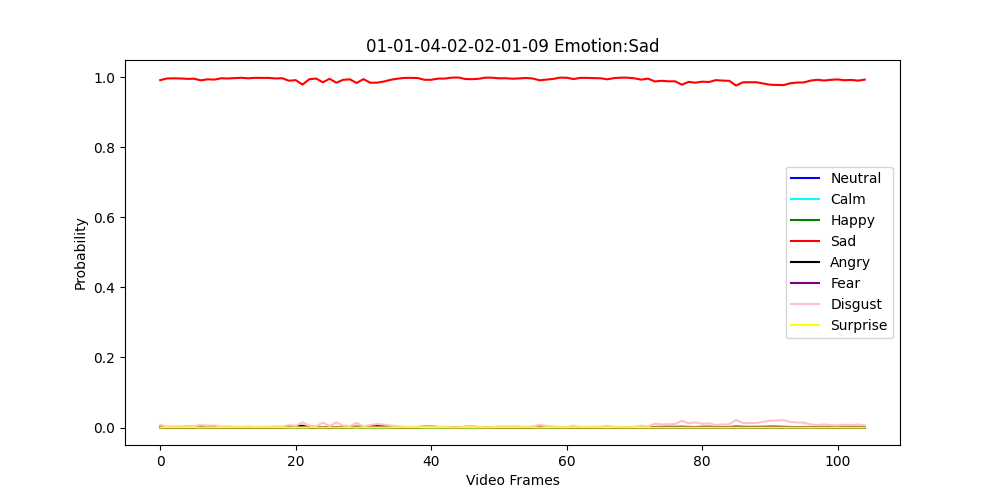 01-01-04-02-02-01-09 Emotion:Sad
Probability
1.0
0.8
0.6
0.4
0.2
0.0
Neutral
Calm
Happy
Sad
Angry
Fear
Disgust
Surprise
0 20 40 60 80 100
Video Frames